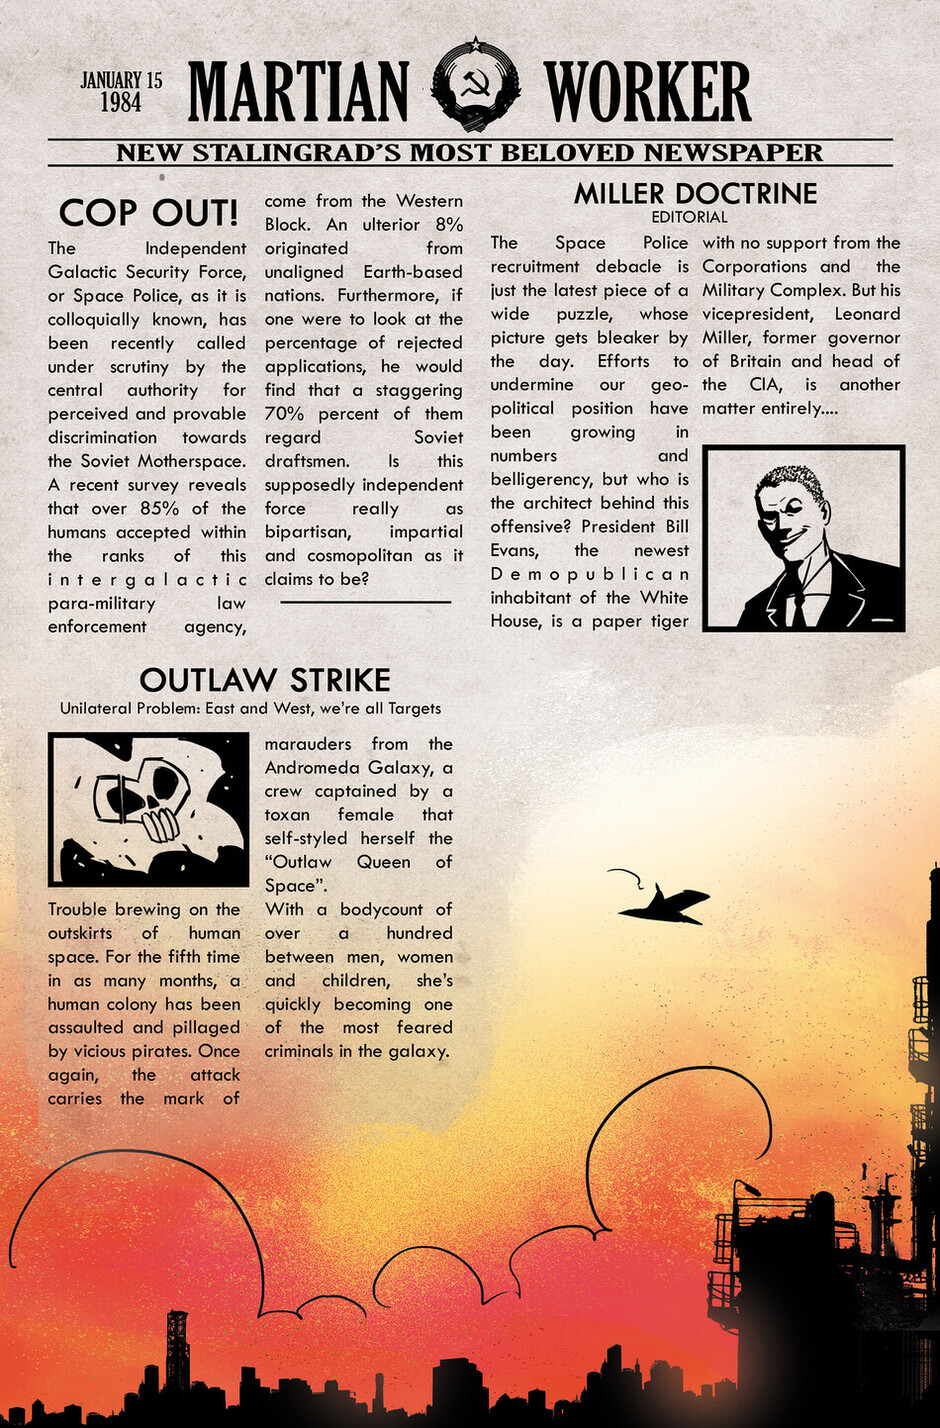 JANUARY 15
1984
MARTIAN WORKER
NEW STALINGRAD'S MOST BELOVED NEWSPAPER
COP OUT!
The Independent
Galactic Security Force,
or Space Police, as it is
colloquially known, has
been recently called
under scrutiny by the
central authority for
perceived and provable
discrimination towards
the Soviet Motherspace.
A recent survey reveals
that over 85% of the
humans accepted within
the ranks of this
intergalactic
para-military law
enforcement agency,
come from the Western
Block. An ulterior 8%
originated from
unaligned Earth-based
nations. Furthermore, if
one were to look at the
percentage of rejected
applications, he would
find that a staggering
70% percent of them
regard Soviet
draftsmen. Is this
supposedly independent
force really as
bipartisan, impartial
and cosmopolitan as it
claims to be?
MILLER DOCTRINE
EDITORIAL
The Space Police
recruitment debacle is
just the latest piece of a
wide puzzle, whose
picture gets bleaker by
the day. Efforts to
undermine our geo-
political position have
been growing in
numbers and
belligerency, but who is
the architect behind this
offensive? President Bill
Evans, the newest
Demopublican
inhabitant of the White
House, is a paper tiger
with no support from the
Corporations and the
Military Complex. But his
vicepresident, Leonard
Miller, former governor
of Britain and head of
the CIA, is another
matter entirely....
OUTLAW STRIKE
Unilateral Problem: East and West, we're all Targets
Trouble brewing on the
outskirts of human
space. For the fifth time
in as many months, a
human colony has been
assaulted and pillaged
by vicious pirates. Once
again, the attack
carries the mark of
marauders from the
Andromeda Galaxy, a
crew captained by a
toxan female that
self-styled herself the
"Outlaw Queen of
Space".
With a bodycount of
over a hundred
between men, women
and children, she's
quickly becoming one
of the most feared
criminals in the galaxy.